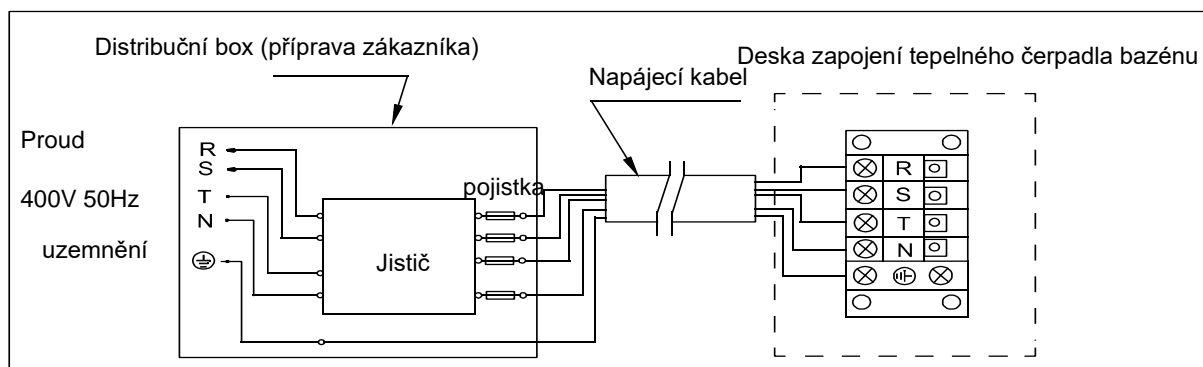 Distribuční box (příprava zákazníka)
Deska zapojení tepelného čerpadla bazénu
Napájecí kabel
Proud
400V 50Hz
uzemnění
R
S
T
N
pojistka
Jistič
R
S
T
N